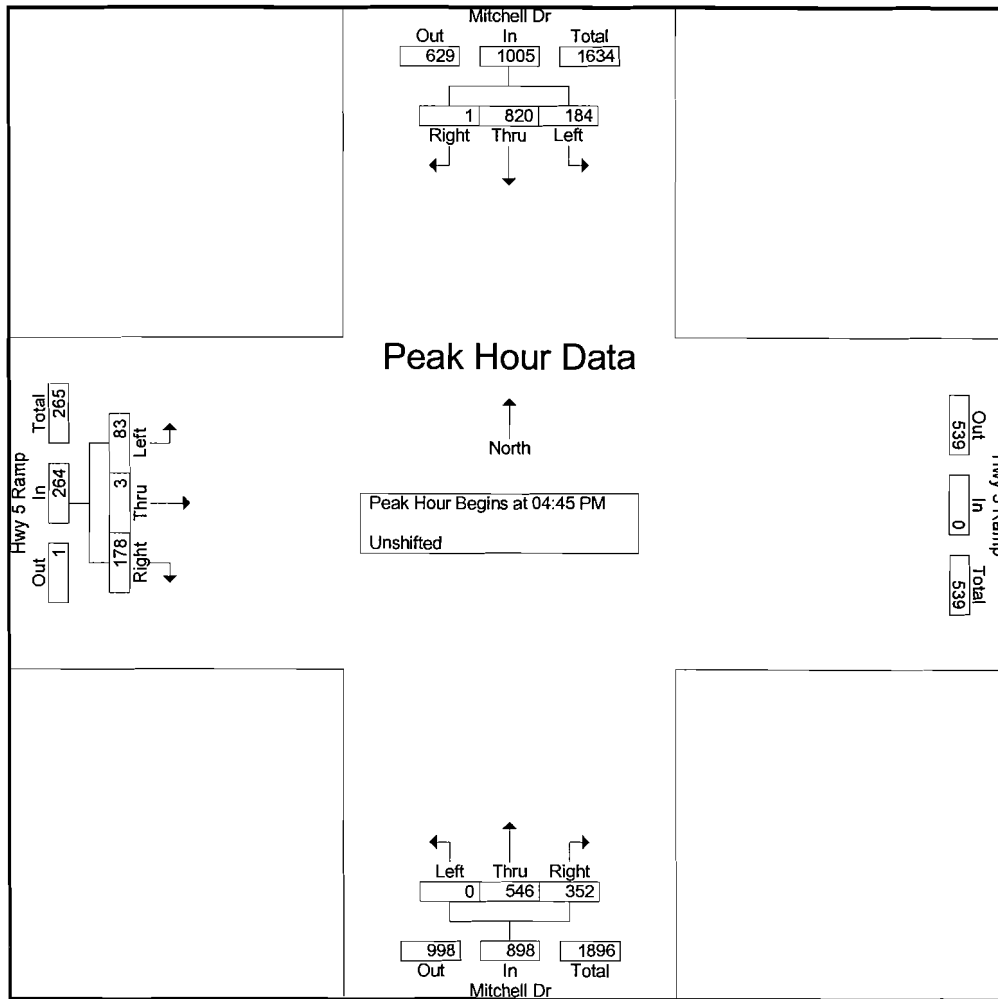 Mitchell Dr
Out In Total
629 1005 1634
1 820 184
Right Thru Left
Peak Hour Data
North
Peak Hour Begins at 04:45 PM
Unshifted
Hwy 5 Ramp
Total In Out
265 264 1
83 3 178
Left Thru Right
Out In Total
539 0 539
Left Thru Right
0 546 352
998 898 1896
Out In Total
Mitchell Dr